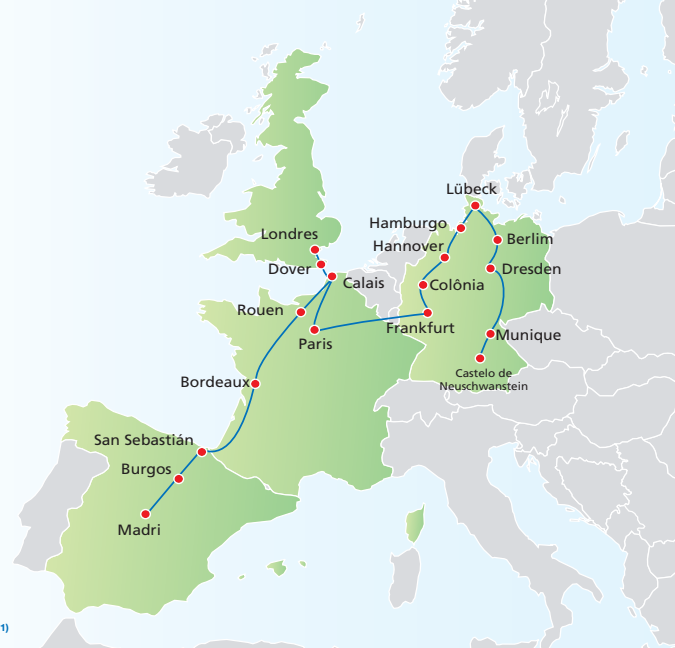 Lübeck
Hamburgo
Londres
Berlim
Hannover
Dover
Dresden
Calais
Colônia
Rouen
Frankfurt
Munique
Paris
Castelo de
Neuschwanstein
Bordeaux
San Sebastián
Burgos
Madri
1)